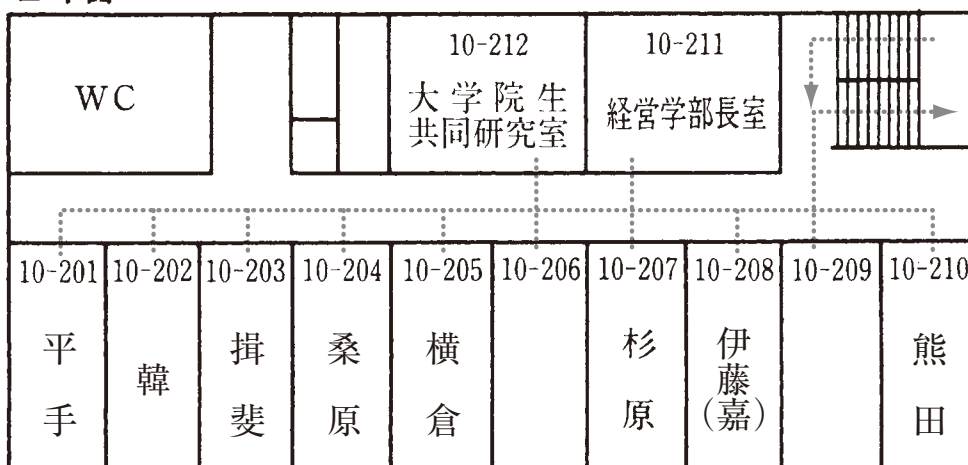 10-212
大学院生
共同研究室
10-211
経営学部長室
WC
10-201
平手
10-202
韓
10-203
揖斐
10-204
桑原
10-205
横倉
10-206
10-207
杉原
10-208
伊藤(嘉)
10-209
10-210
熊田